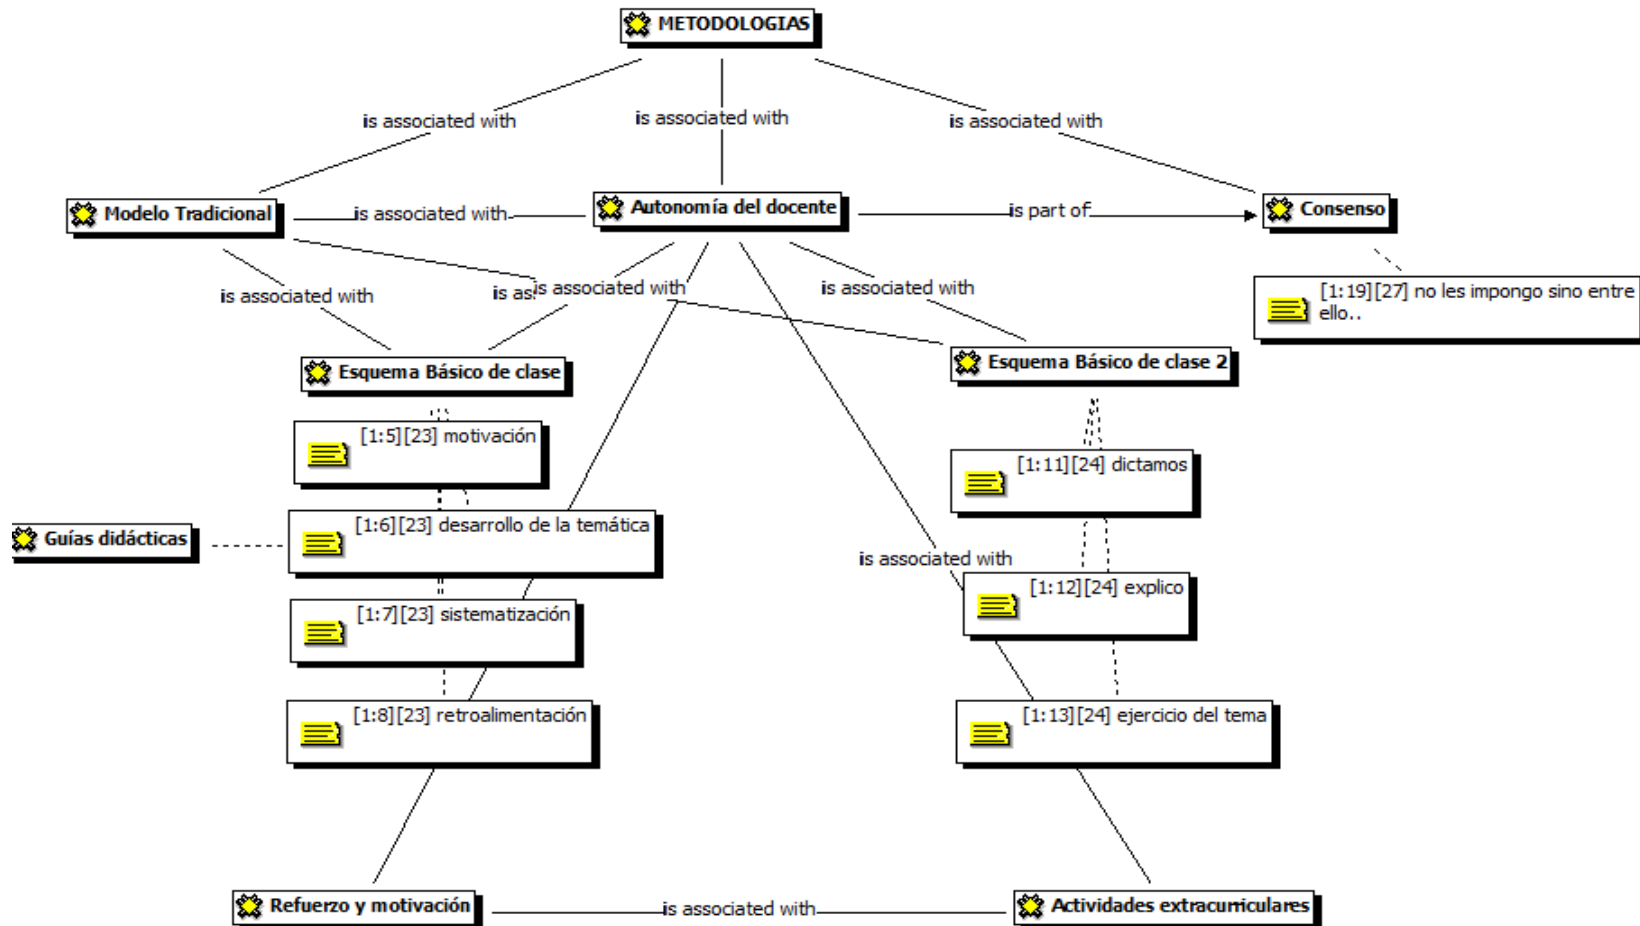 METODOLOGIAS
is associated with
is associated with
is associated with
Modelo Tradicional
is associated with
Autonomía del docente
is part of
Consenso
[1:19][27] no les impongo sino entre
ello..
is associated with
is as
is associated with
is associated with
Esquema Básico de clase
Esquema Básico de clase 2
[1:5][23] motivación
[1:11][24] dictamos
Guías didácticas
[1:6][23] desarrollo de la temática
is associated with
[1:12][24] explico
[1:7][23] sistematización
[1:8][23] retroalimentación
[1:13][24] ejercicio del tema
Refuerzo y motivación
is associated with
Actividades extracurriculares